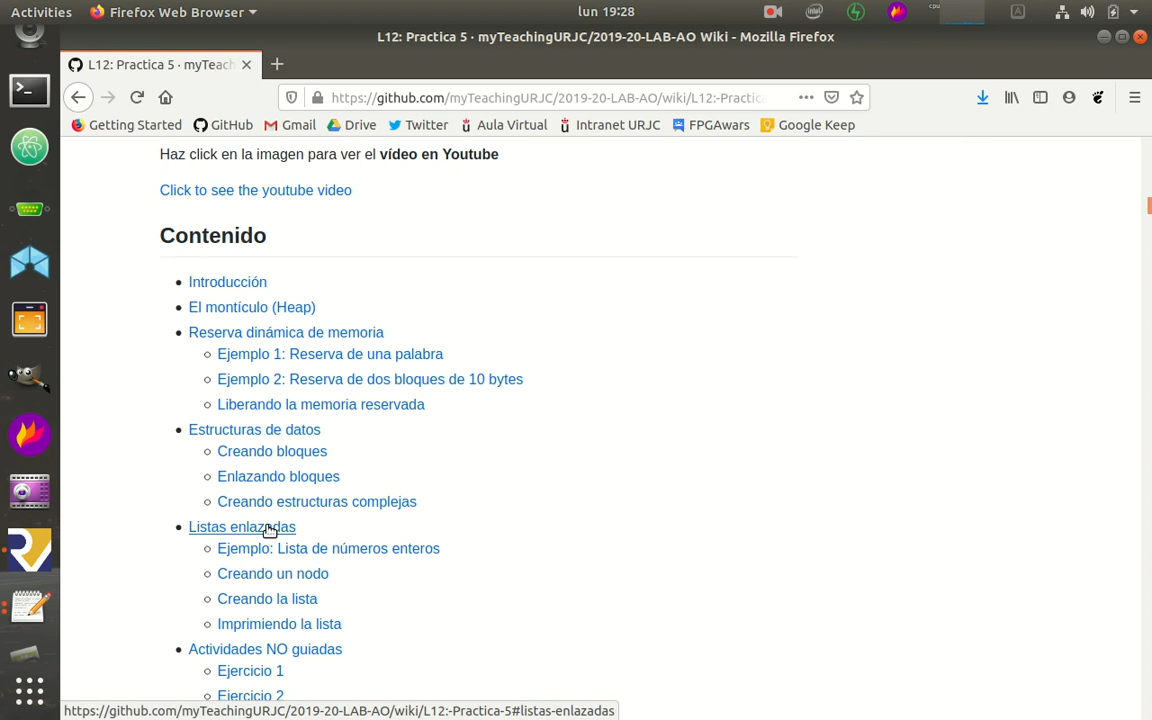 Activities Firefox Web Browser lun 19:28 cpu
L12: Practica 5 · myTeachingURJC/2019-20-LAB-AO Wiki - Mozilla Firefox
L12: Practica 5 · myTeach
https://github.com/myTeachingURJC/2019-20-LAB-AO/wiki/L12:-Practica
Getting Started GitHub Gmail Drive Twitter Aula Virtual Intranet URJC FPGAwars Google Keep
Haz click en la imagen para ver el vídeo en Youtube
Click to see the youtube video
Contenido
Introducción
El montículo (Heap)
Reserva dinámica de memoria
Ejemplo 1: Reserva de una palabra
Ejemplo 2: Reserva de dos bloques de 10 bytes
Liberando la memoria reservada
Estructuras de datos
Creando bloques
Enlazando bloques
Creando estructuras complejas
Listas enlazadas
Ejemplo: Lista de números enteros
Creando un nodo
Creando la lista
Imprimiendo la lista
Actividades NO guiadas
Ejercicio 1
Ejercicio 2
https://github.com/myTeachingURJC/2019-20-LAB-AO/wiki/L12:-Practica-5#listas-enlazadas